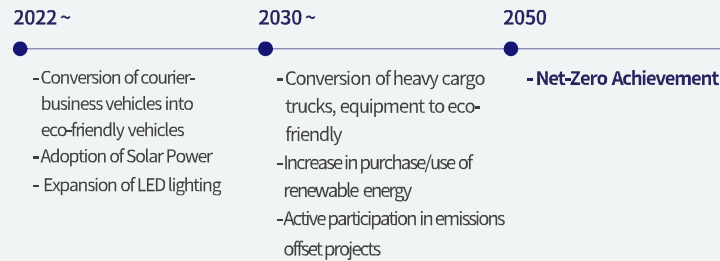 2022 ~
- Conversion of courier-
business vehicles into
eco-friendly vehicles
- Adoption of Solar Power
- Expansion of LED lighting
2030 ~
- Conversion of heavy cargo
trucks, equipment to eco-
friendly
-Increase in purchase/use of
renewable energy
-Active participation in emissions
offset projects
2050
- Net-Zero Achievement